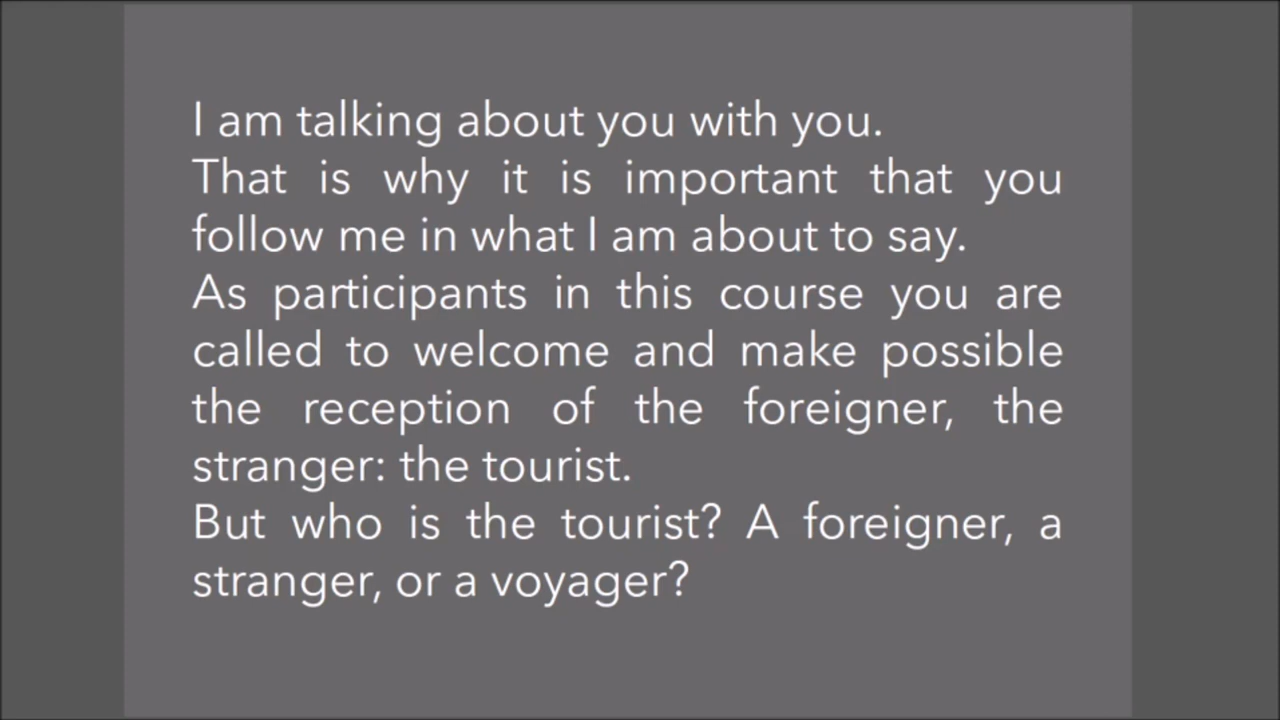 I am talking about you with you.
That is why it is important that you
follow me in what I am about to say.
As participants in this course you are
called to welcome and make possible
the reception of the foreigner, the
stranger: the tourist.
But who is the tourist? A foreigner, a
stranger, or a voyager?